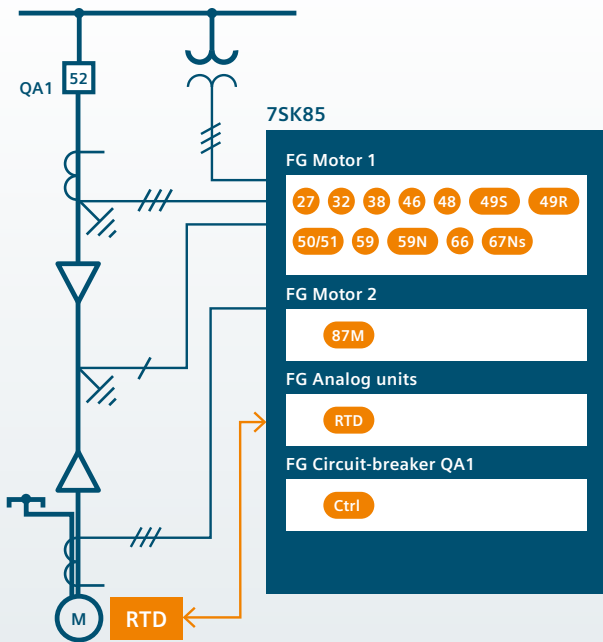 52
QA1
7SK85
FG Motor 1
27 32 38 46 48 49S 49R
50/51 59 59N 66 67Ns
FG Motor 2
87M
FG Analog units
RTD
FG Circuit-breaker QA1
Ctrl
M
RTD